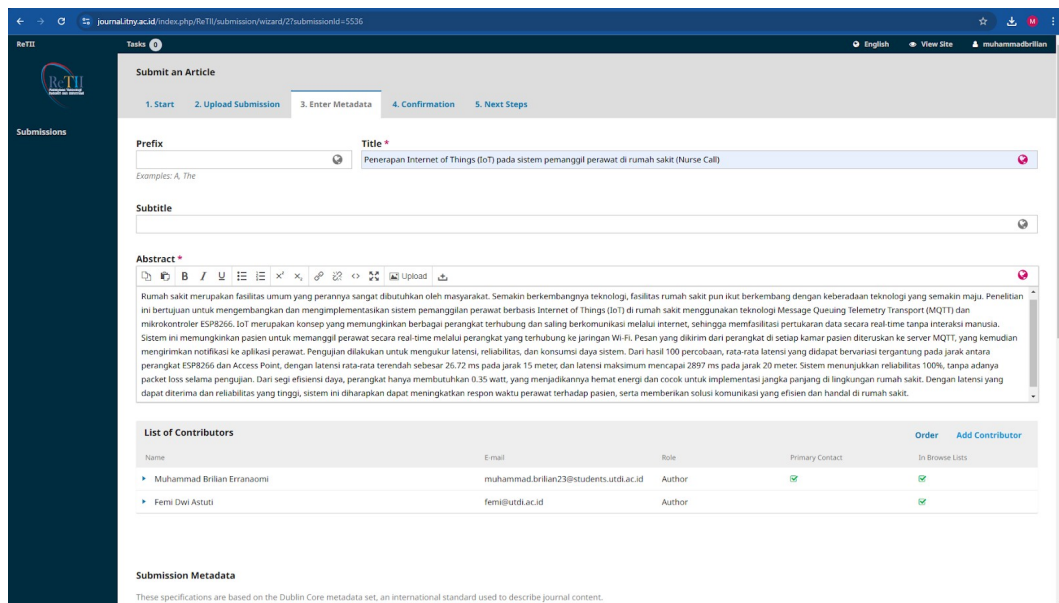 journal.itny.ac.id/index.php/ReTII/submission/wizard/2?submissionId=5536
M
ReTII
Tasks 0
English
View Site
muhammadbrilian
ReTII
Submissions
Submit an Article
1. Start
2. Upload Submission
3. Enter Metadata
4. Confirmation
5. Next Steps
Prefix
Title *
Penerapan Internet of Things (IoT) pada sistem pemanggil perawat di rumah sakit (Nurse Call)
Examples: A, The
Subtitle
Abstract *
B I U x² x₂ <> Upload
Rumah sakit merupakan fasilitas umum yang perannya sangat dibutuhkan oleh masyarakat. Semakin berkembangnya teknologi, fasilitas rumah sakit pun ikut berkembang dengan keberadaan teknologi yang semakin maju. Penelitian
ini bertujuan untuk mengembangkan dan mengimplementasikan sistem pemanggilan perawat berbasis Internet of Things (IoT) di rumah sakit menggunakan teknologi Message Queuing Telemetry Transport (MQTT) dan
mikrokontroler ESP8266. IoT merupakan konsep yang memungkinkan berbagai perangkat terhubung dan saling berkomunikasi melalui internet, sehingga memfasilitasi pertukaran data secara real-time tanpa interaksi manusia.
Sistem ini memungkinkan pasien untuk memanggil perawat secara real-time melalui perangkat yang terhubung ke jaringan Wi-Fi. Pesan yang dikirim dari perangkat di setiap kamar pasien diteruskan ke server MQTT, yang kemudian
mengirimkan notifikasi ke aplikasi perawat. Pengujian dilakukan untuk mengukur latensi, reliabilitas, dan konsumsi daya sistem. Dari hasil 100 percobaan, rata-rata latensi yang didapat bervariasi tergantung pada jarak antara
perangkat ESP8266 dan Access Point, dengan latensi rata-rata terendah sebesar 26.72 ms pada jarak 15 meter, dan latensi maksimum mencapai 2897 ms pada jarak 20 meter. Sistem menunjukkan reliabilitas 100%, tanpa adanya
packet loss selama pengujian. Dari segi efisiensi daya, perangkat hanya membutuhkan 0.35 watt, yang menjadikannya hemat energi dan cocok untuk implementasi jangka panjang di lingkungan rumah sakit. Dengan latensi yang
dapat diterima dan reliabilitas yang tinggi, sistem ini diharapkan dapat meningkatkan respon waktu perawat terhadap pasien, serta memberikan solusi komunikasi yang efisien dan handal di rumah sakit.
List of Contributors
Order
Add Contributor
Name
E-mail
Role
Primary Contact
In Browse Lists
Muhammad Brilian Erranaomi
muhammad.brilian23@students.utdi.ac.id
Author
Femi Dwi Astuti
femi@utdi.ac.id
Author
Submission Metadata
These specifications are based on the Dublin Core metadata set, an international standard used to describe journal content.